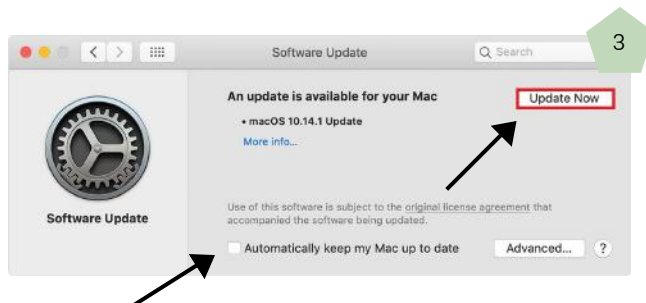 3
Software Update
Search
An update is available for your Mac
Update Now
• macOS 10.14.1 Update
More info...
Use of this software is subject to the original license agreement that
accompanied the software being updated.
Software Update
Automatically keep my Mac up to date
Advanced...
?